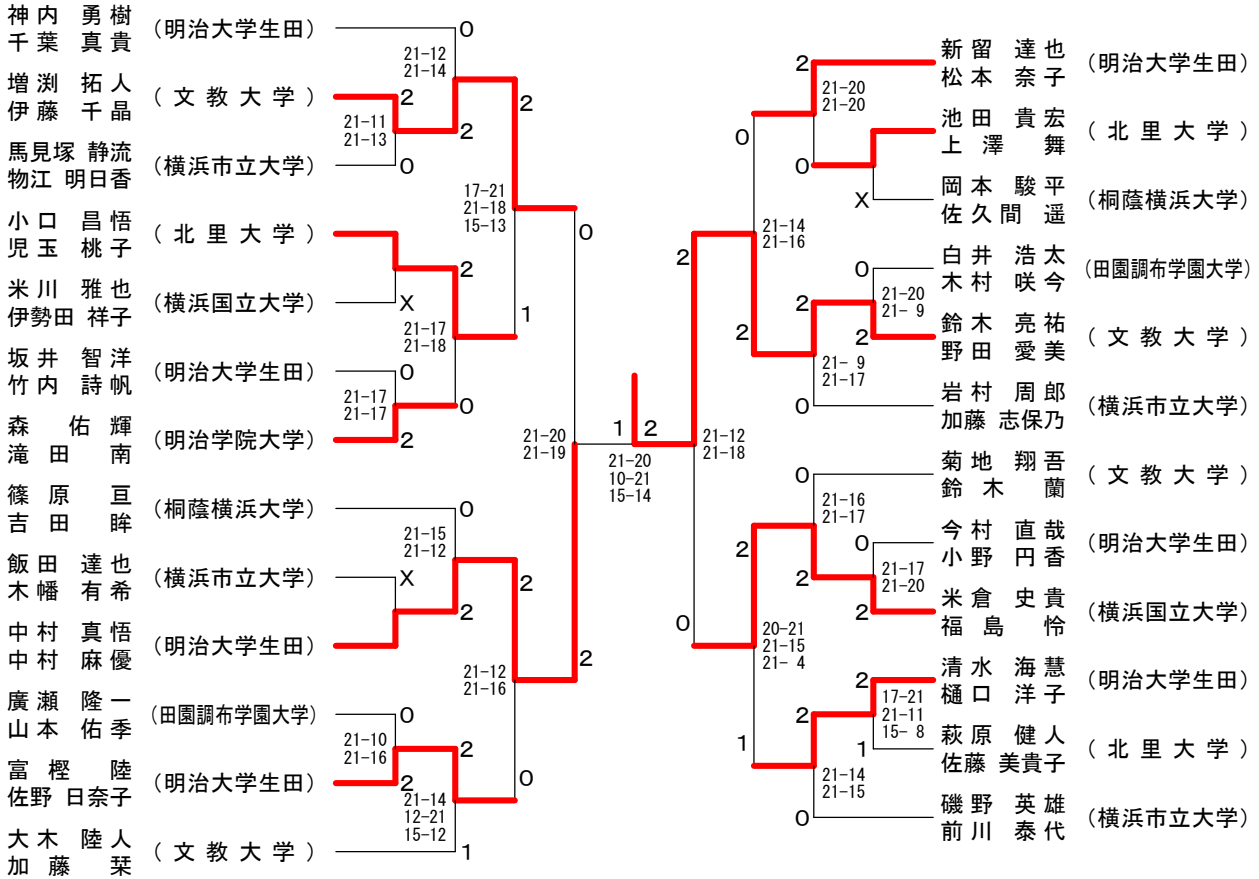 神内 勇樹
千葉 真貴
(明治大学生田)
0
21-12
21-14
増渕 拓人
伊藤 千晶
(文教大学)
2
21-11
21-13
2
2
馬見塚 静流
物江 明日香
(横浜市立大学)
0
17-21
21-18
15-13
0
小口 昌悟
児玉 桃子
(北里大学)
2
米川 雅也
伊勢田 祥子
(横浜国立大学)
X
1
21-17
21-18
坂井 智洋
竹内 詩帆
(明治大学生田)
0
21-17
21-17
0
森 佑輝
滝田 南
(明治学院大学)
2
21-20
21-19
篠原 亘
吉田 眸
(桐蔭横浜大学)
0
21-15
21-12
飯田 達也
木幡 有希
(横浜市立大学)
X
2
中村 真悟
中村 麻優
(明治大学生田)
2
2
21-12
21-16
廣瀬 隆一
山本 佑季
(田園調布学園大学)
0
21-10
21-16
2
富樫 陸
佐野 日奈子
(明治大学生田)
2
0
21-14
12-21
15-12
大木 陸人
加藤 栞
(文教大学)
1
1
2
21-20
10-21
15-14
新留 達也
松本 奈子
(明治大学生田)
2
21-20
21-20
池田 貴宏
上澤 舞
(北里大学)
0
0
岡本 駿平
佐久間 遥
(桐蔭横浜大学)
X
21-14
21-16
白井 浩太
木村 咲今
(田園調布学園大学)
0
2
21-20
21- 9
2
2
鈴木 亮祐
野田 愛美
(文教大学)
2
21- 9
21-17
岩村 周郎
加藤 志保乃
(横浜市立大学)
0
21-12
21-18
菊地 翔吾
鈴木 蘭
(文教大学)
0
21-16
21-17
今村 直哉
小野 円香
(明治大学生田)
0
2
21-17
21-20
2
米倉 史貴
福島 怜
(横浜国立大学)
2
0
20-21
21-15
21- 4
清水 海慧
樋口 洋子
(明治大学生田)
2
17-21
21-11
15- 8
2
萩原 健人
佐藤 美貴子
(北里大学)
1
1
21-14
21-15
磯野 英雄
前川 泰代
(横浜市立大学)
0